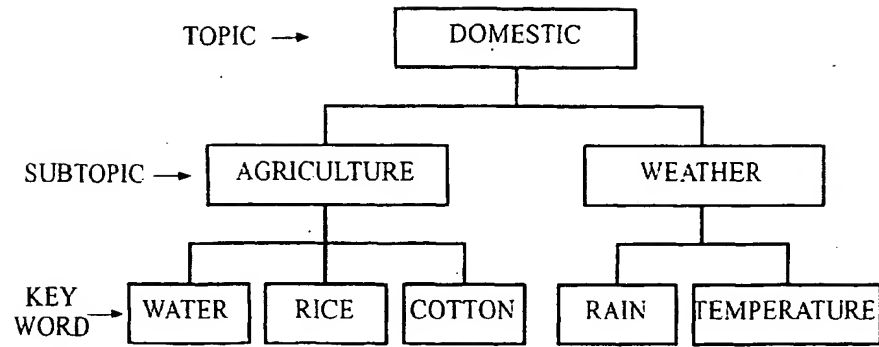 TOPIC → DOMESTIC
SUBTOPIC → AGRICULTURE WEATHER
KEY
WORD → WATER RICE COTTON RAIN TEMPERATURE